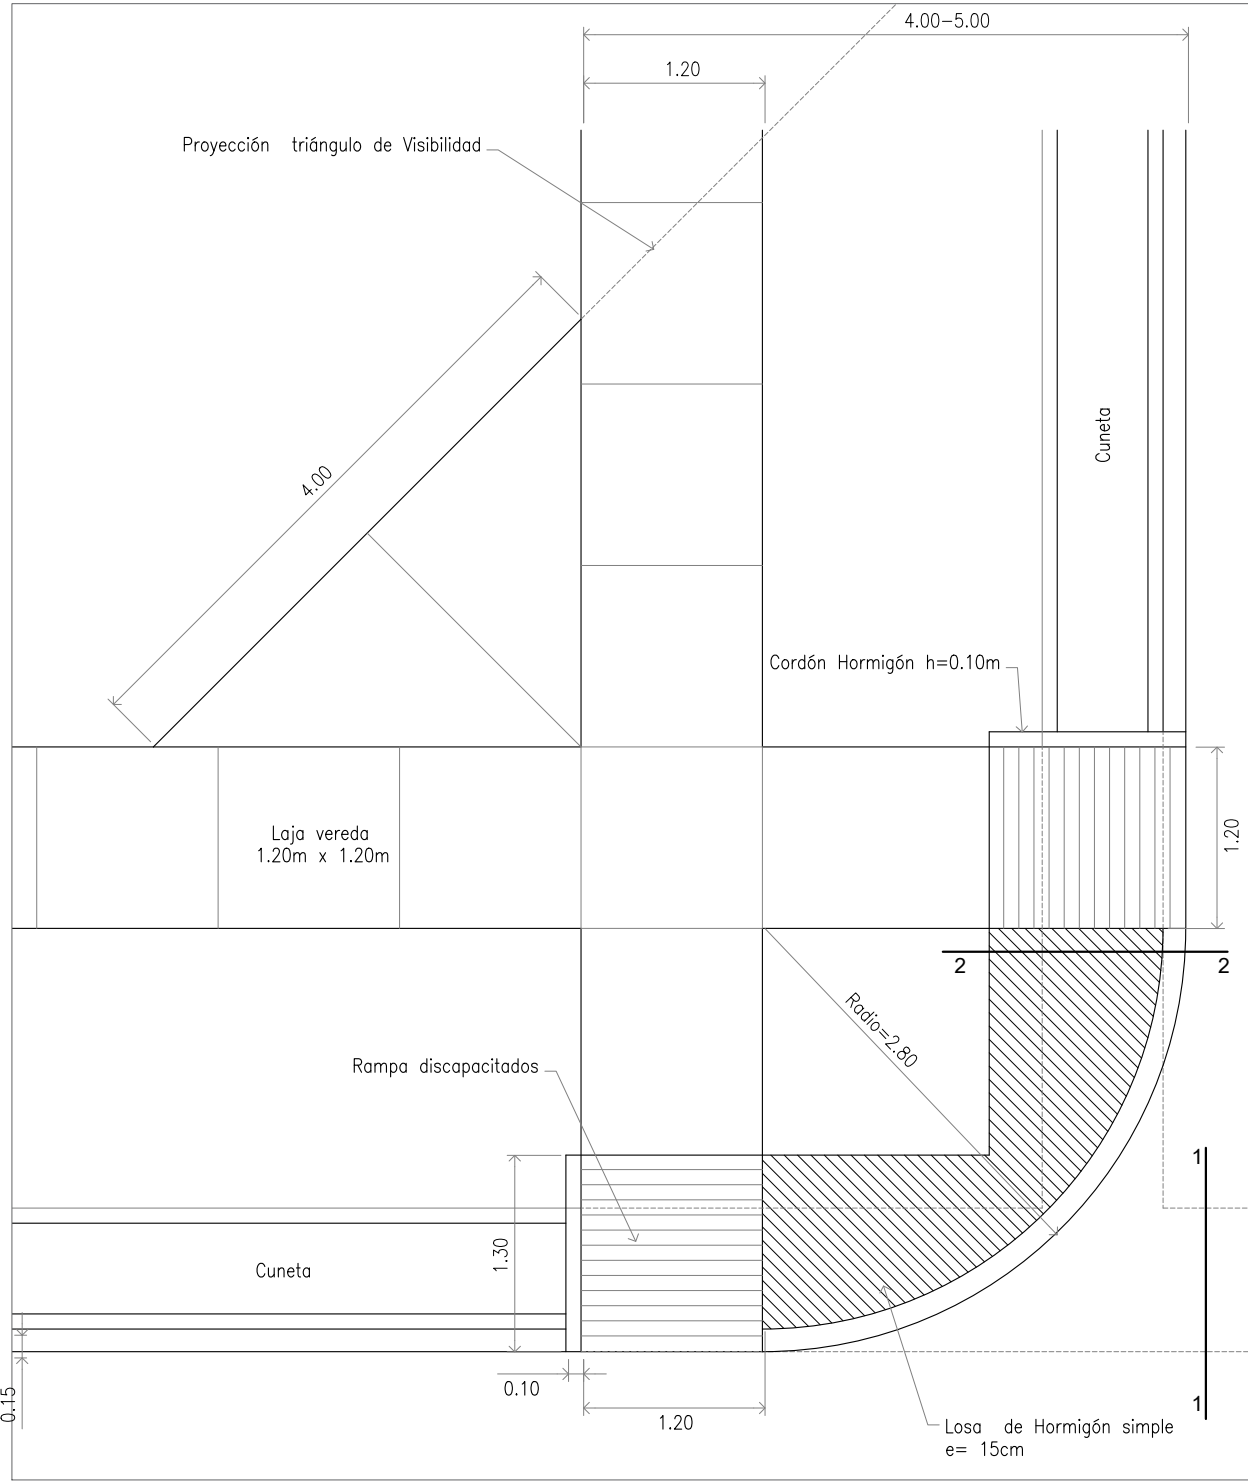 4.00-5.00
1.20
Proyección triángulo de Visibilidad
4.00
Cuneta
Cordón Hormigón h=0.10m
Laja vereda
1.20m x 1.20m
1.20
2
2
Radio=2.80
Rampa discapacitados
1
1.30
Cuneta
0.10
0.15
1.20
1
Losa de Hormigón simple
e= 15cm